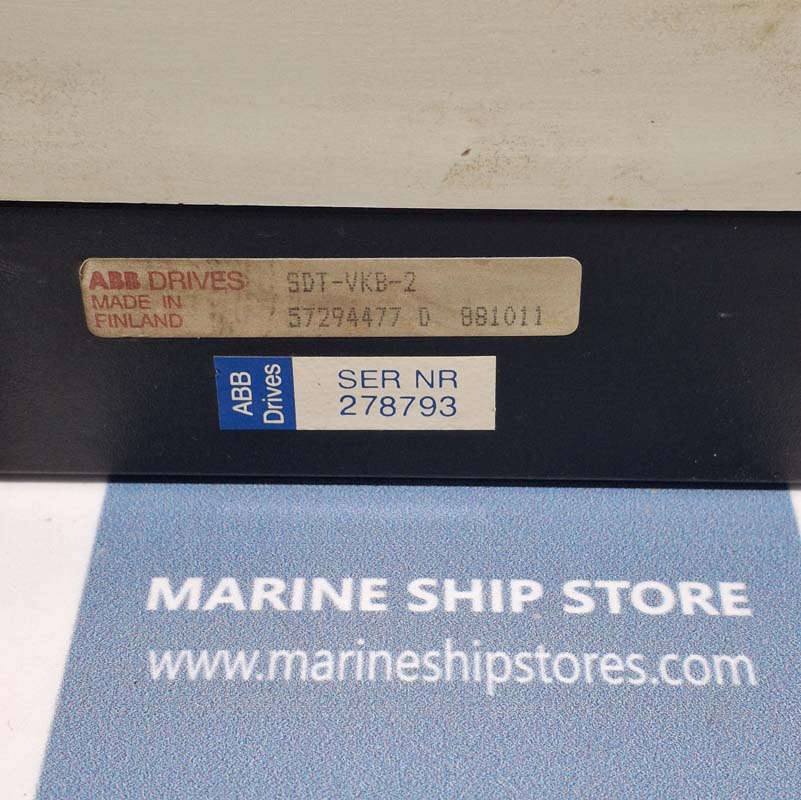 ABB DRIVES SDT-VKB-2
MADE IN
FINLAND 57294477 D 881011
ABB
Drives
SER NR
278793
MARINE SHIP STORE
www.marineshipstores.com